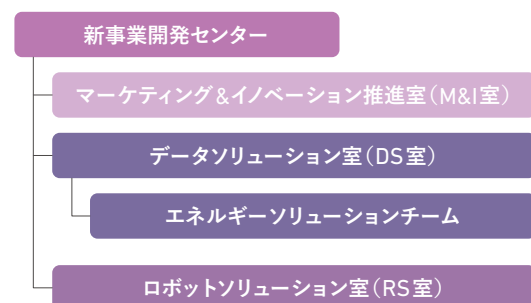 新事業開発センター
マーケティング&イノベーション推進室(M&I室)
データソリューション室(DS室)
エネルギーソリューションチーム
ロボットソリューション室(RS室)